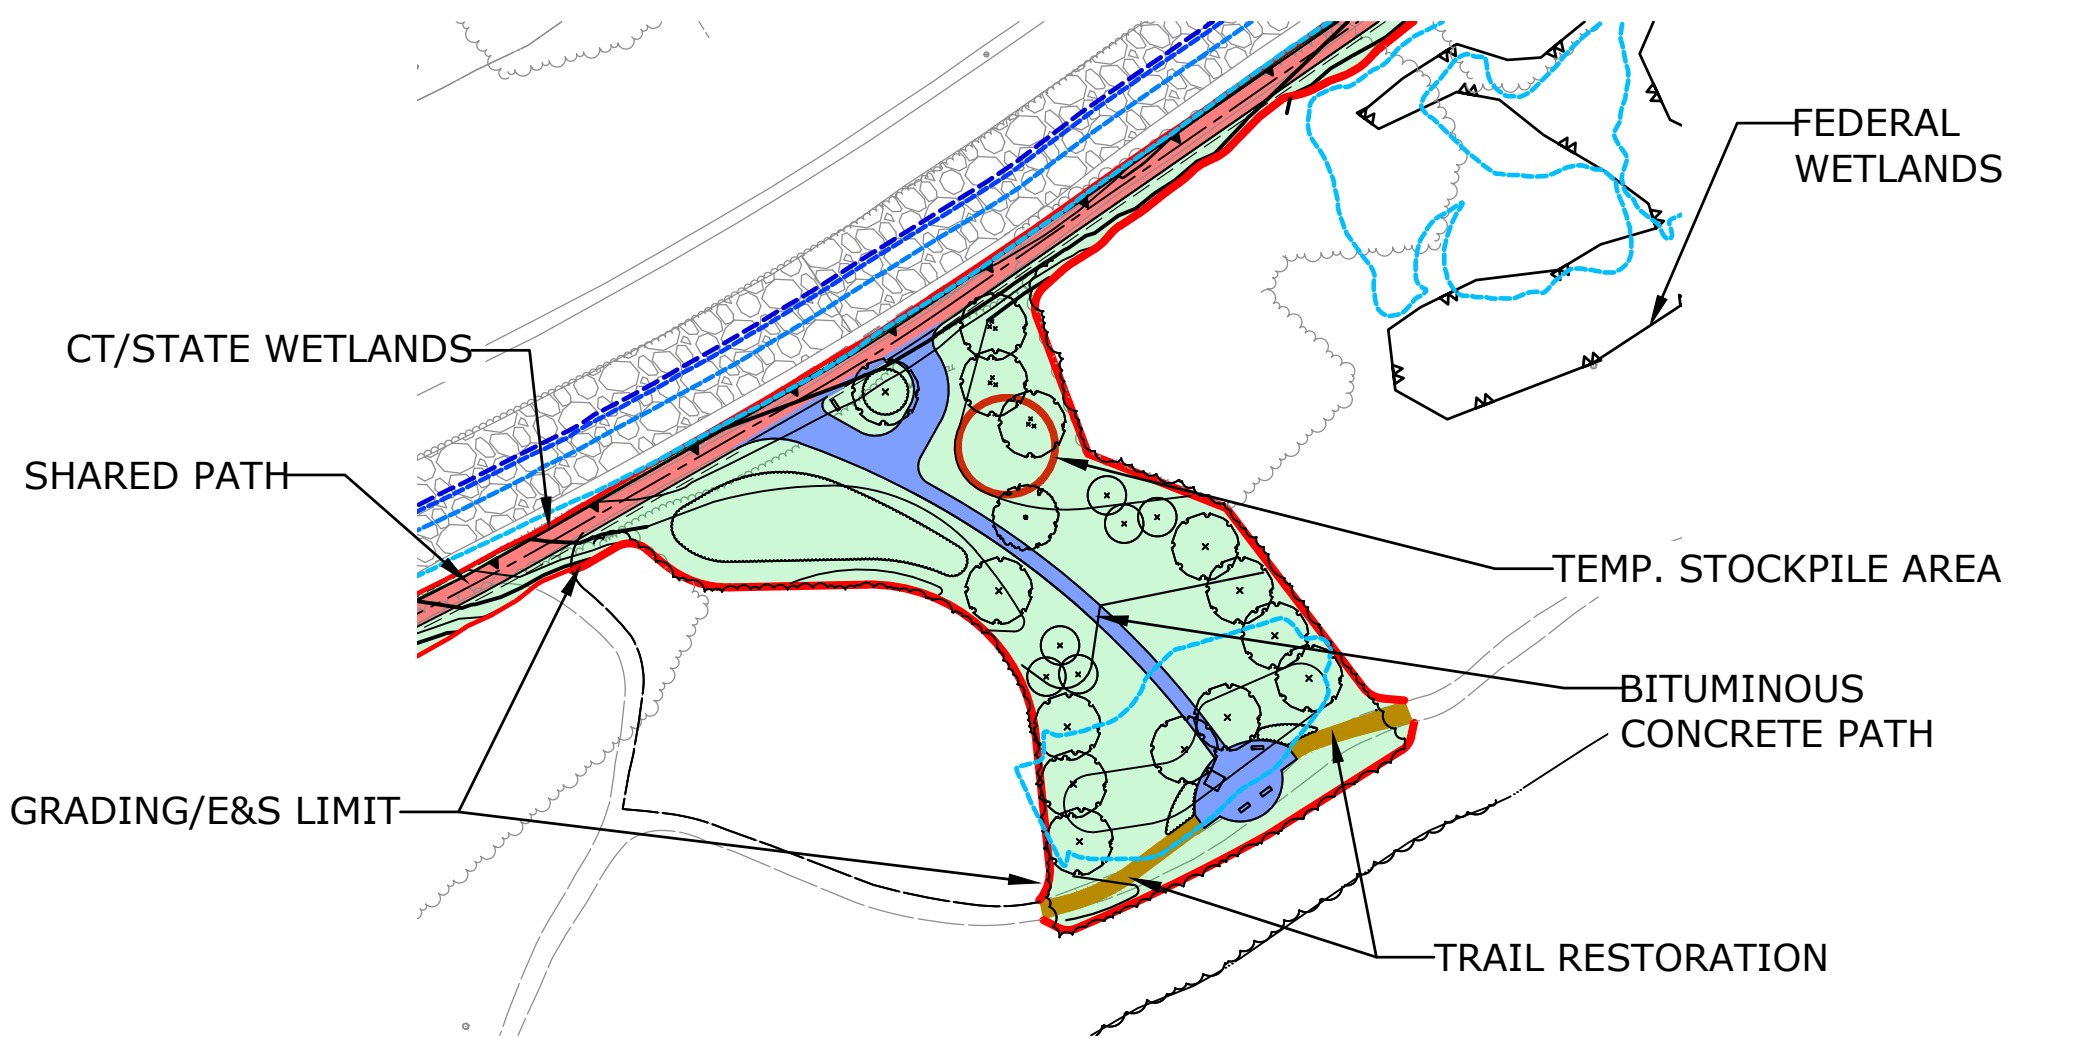 FEDERAL
WETLANDS
CT/STATE WETLANDS
SHARED PATH
TEMP. STOCKPILE AREA
BITUMINOUS
CONCRETE PATH
GRADING/E&S LIMIT
TRAIL RESTORATION